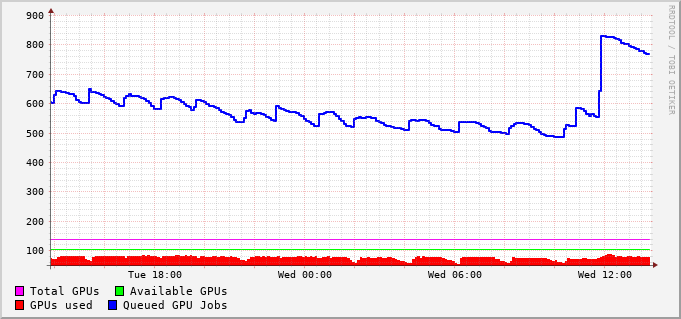 900
800
700
600
500
400
300
200
100
Tue 18:00 Wed 00:00 Wed 06:00 Wed 12:00
Total GPUs Available GPUs
GPUs used Queued GPU Jobs
RRDTOOL / TOBI OETIKER